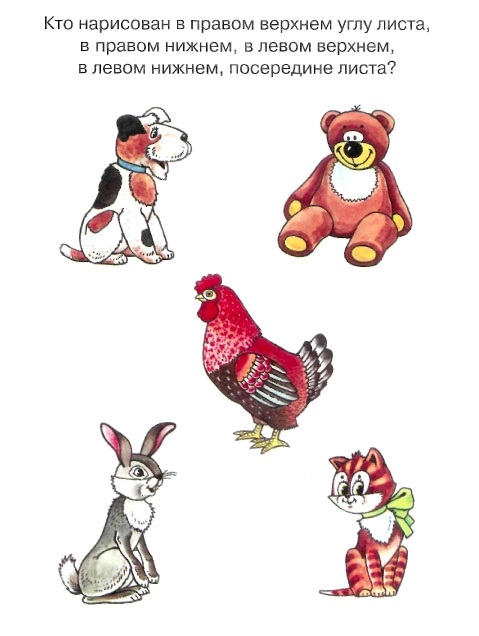 Кто нарисован в правом верхнем углу листа,
в правом нижнем, в левом верхнем,
в левом нижнем, посередине листа?